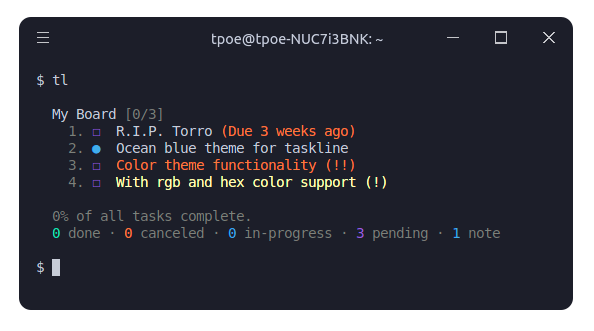 tpoe@tpoe-NUC7i3BNK: ~
$ tl
My Board [0/3]
1. ☐ R.I.P. Torro (Due 3 weeks ago)
2. ● Ocean blue theme for taskline
3. ☐ Color theme functionality (!!)
4. ☐ With rgb and hex color support (!)
0% of all tasks complete.
0 done · 0 canceled · 0 in-progress · 3 pending · 1 note
$